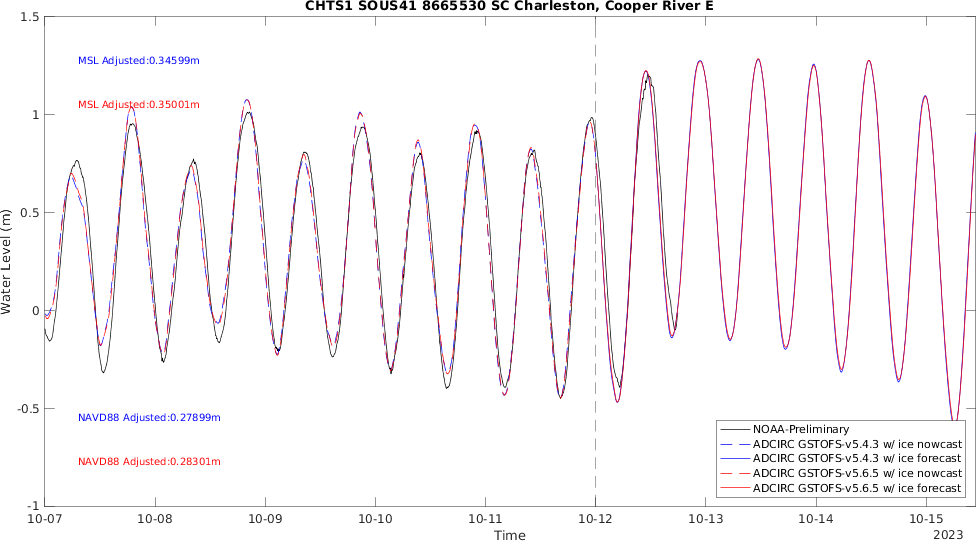 CHTS1 SOUS41 8665530 SC Charleston, Cooper River E
1.5
1
0.5
0
-0.5
-1
Water Level (m)
MSL Adjusted:0.34599m
MSL Adjusted:0.35001m
NAVD88 Adjusted:0.27899m
NAVD88 Adjusted:0.28301m
NOAA-Preliminary
ADCIRC GSTOFS-v5.4.3 w/ ice nowcast
ADCIRC GSTOFS-v5.4.3 w/ ice forecast
ADCIRC GSTOFS-v5.6.5 w/ ice nowcast
ADCIRC GSTOFS-v5.6.5 w/ ice forecast
10-07 10-08 10-09 10-10 10-11 10-12 10-13 10-14 10-15
Time
2023